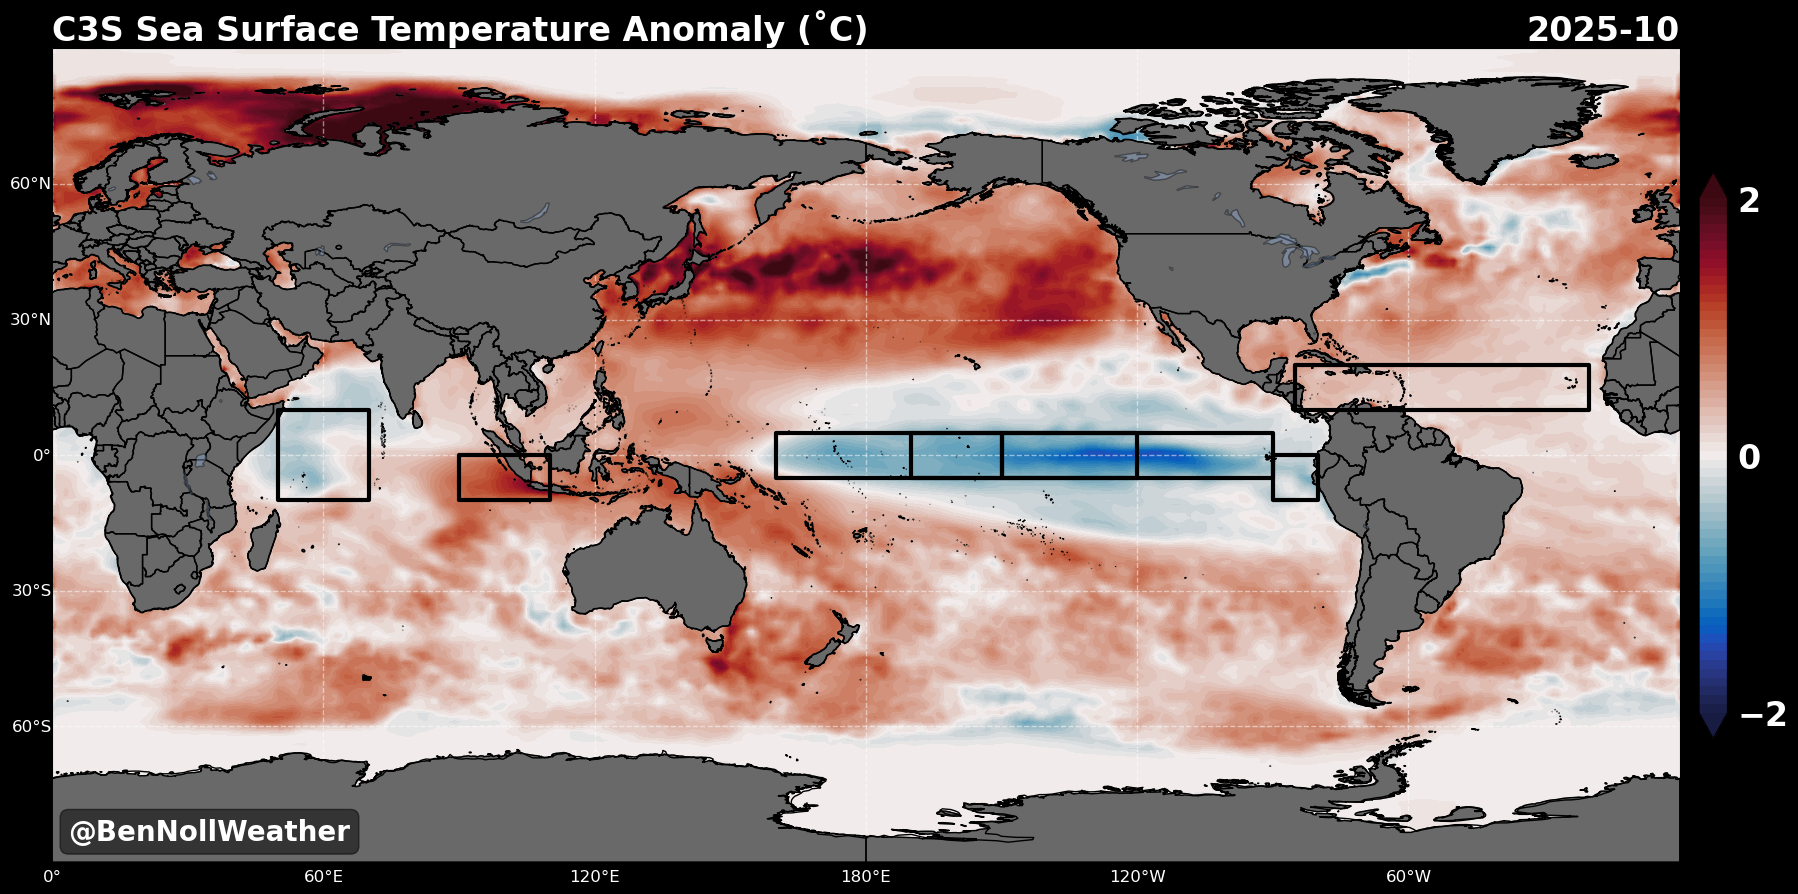 C3S Sea Surface Temperature Anomaly (˚C) 2025-10
60°N
30°N
0°
30°S
60°S
0° 60°E 120°E 180°E 120°W 60°W
2
0
−2
@BenNollWeather